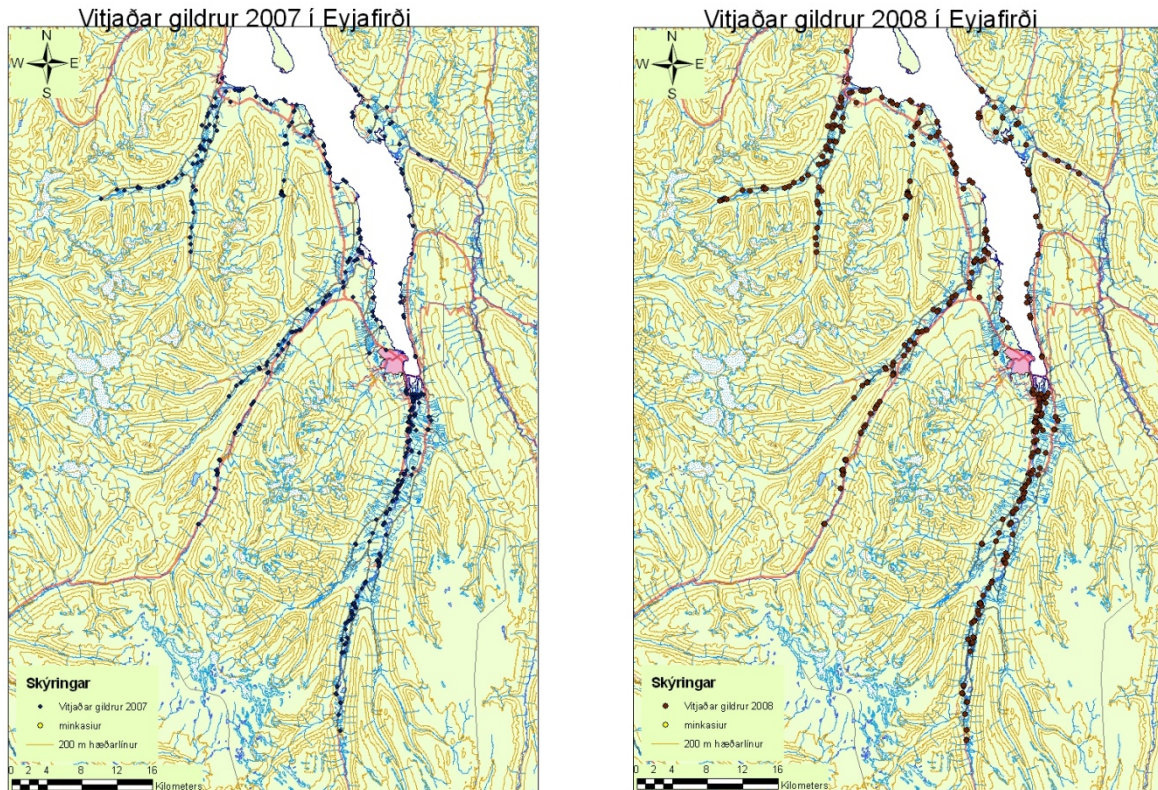 Vitjaðar gildrur 2007 í Eyjafirði
N
W E
S
Skýringar
Vitjaðar gildrur 2007
minkasíur
200 m hæðarlínur
0 2 4 8 12 16
Kilometers
Vitjaðar gildrur 2008 í Eyjafirði
N
W E
S
Skýringar
Vitjaðar gildrur 2008
minkasíur
200 m hæðarlínur
0 2 4 8 12 16
Kilometers